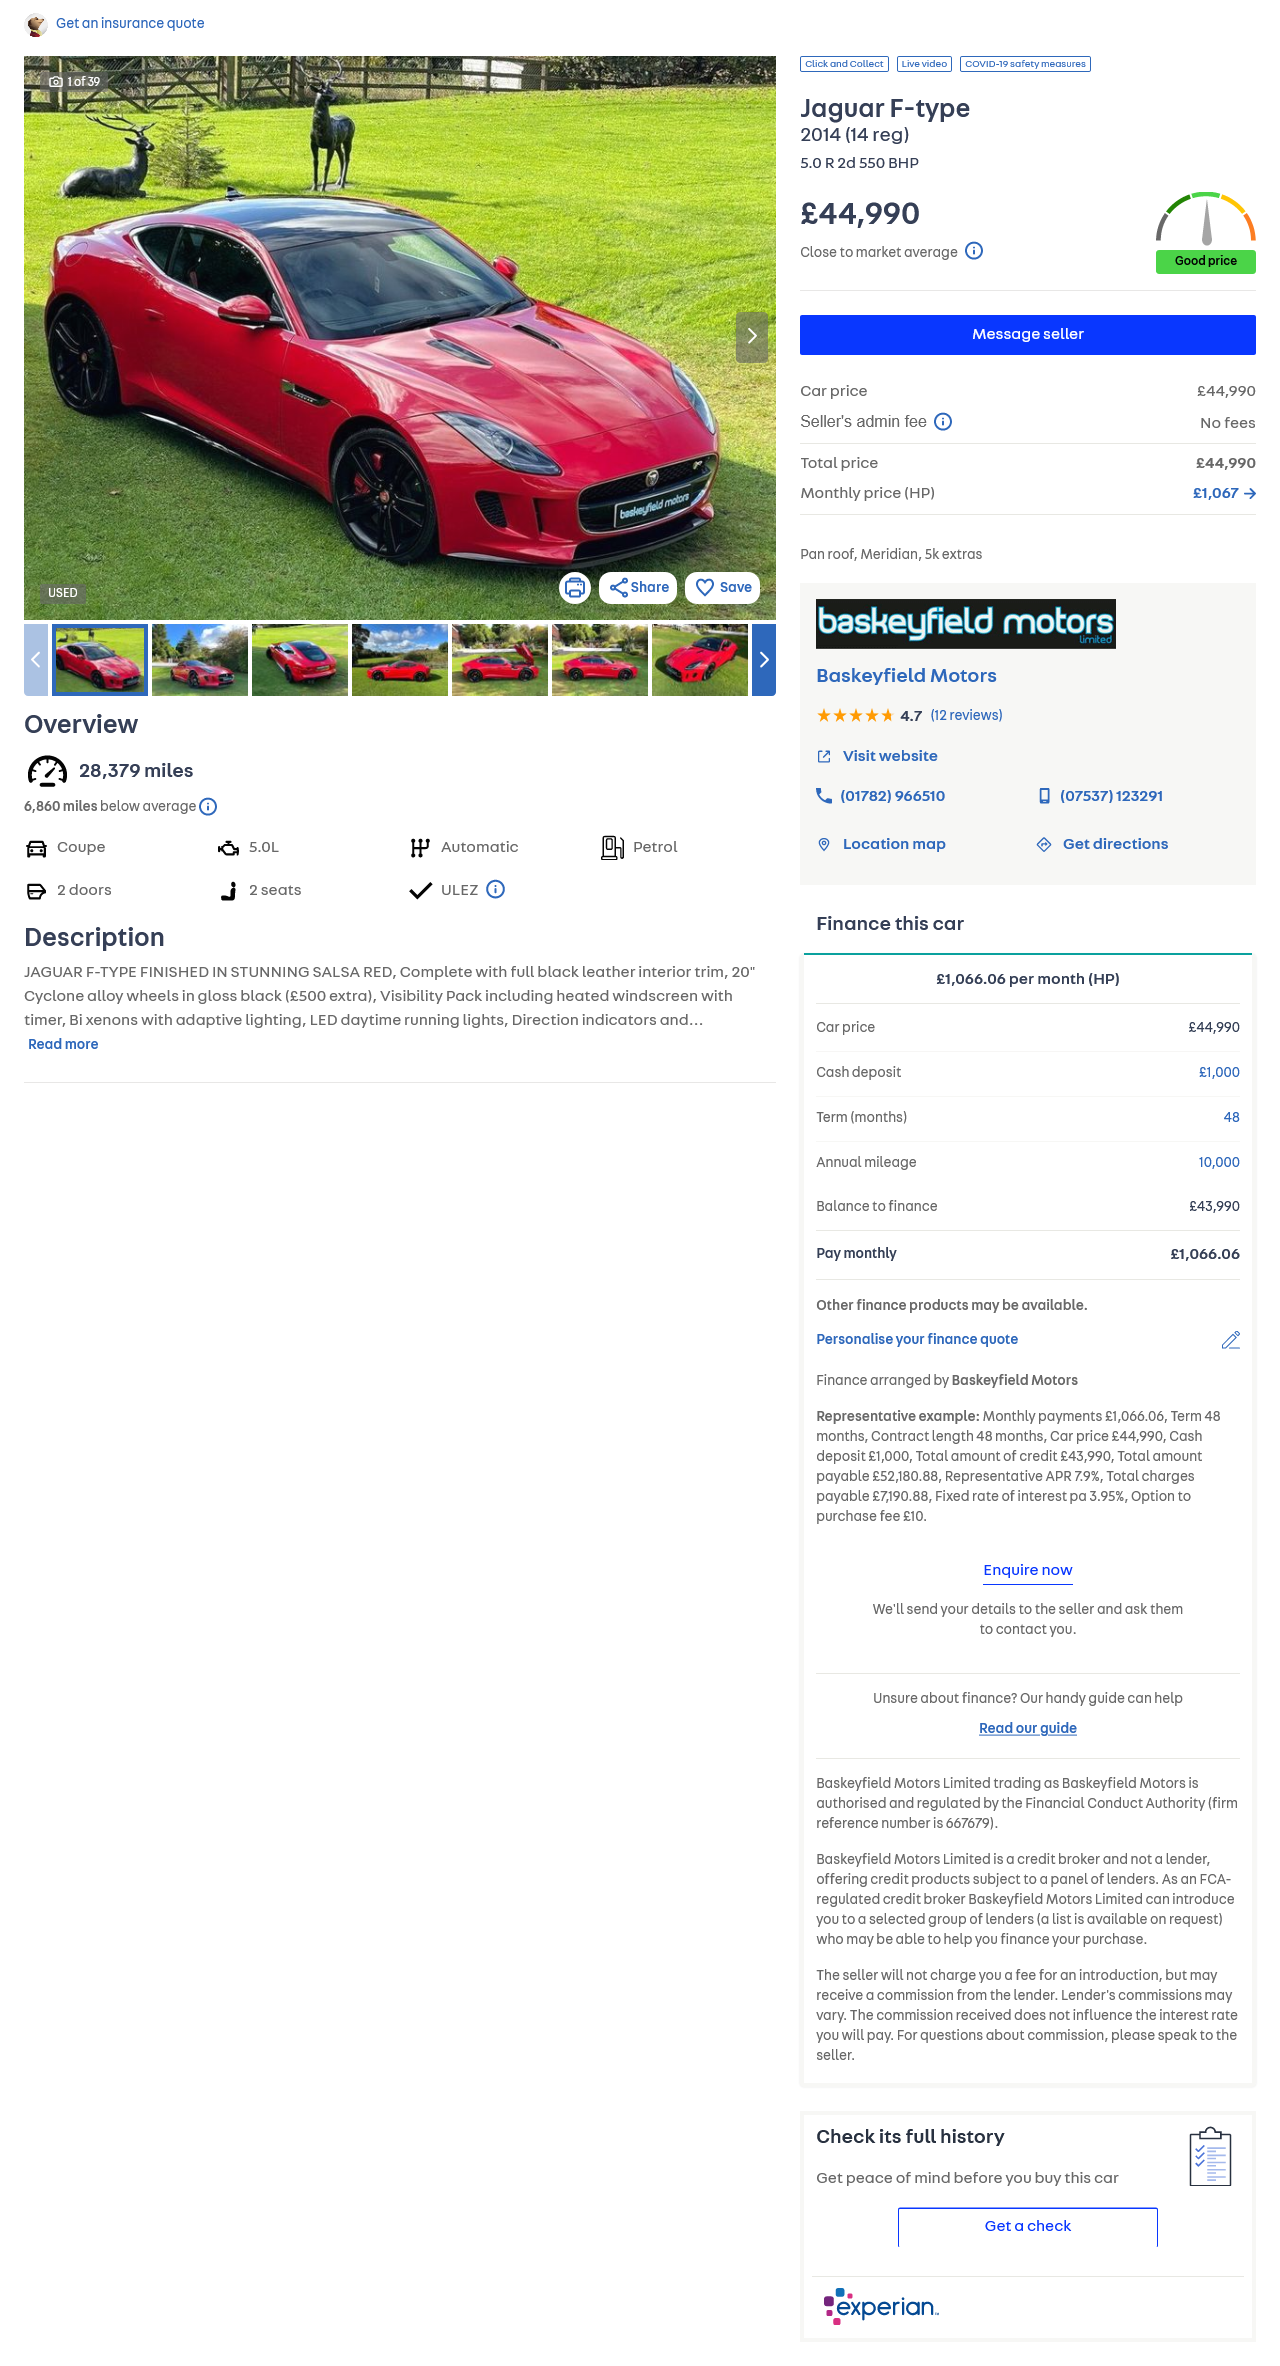 Get an insurance quote
1 of 39
baskeyfield motors
USED
Share
Save
Overview
28,379 miles
6,860 miles below average
Coupe
5.0L
Automatic
Petrol
2 doors
2 seats
ULEZ
Description
JAGUAR F-TYPE FINISHED IN STUNNING SALSA RED, Complete with full black leather interior trim, 20"
Cyclone alloy wheels in gloss black (£500 extra), Visibility Pack including heated windscreen with
timer, Bi xenons with adaptive lighting, LED daytime running lights, Direction indicators and...
Read more
Click and Collect
Live video
COVID-19 safety measures
Jaguar F-type
2014 (14 reg)
5.0 R 2d 550 BHP
£44,990
Close to market average
Good price
Message seller
Car price £44,990
Seller's admin fee No fees
Total price £44,990
Monthly price (HP) £1,067
Pan roof, Meridian, 5k extras
baskeyfield motors
limited
Baskeyfield Motors
4.7 (12 reviews)
Visit website
(01782) 966510
(07537) 123291
Location map
Get directions
Finance this car
£1,066.06 per month (HP)
Car price £44,990
Cash deposit £1,000
Term (months) 48
Annual mileage 10,000
Balance to finance £43,990
Pay monthly £1,066.06
Other finance products may be available.
Personalise your finance quote
Finance arranged by Baskeyfield Motors
Representative example: Monthly payments £1,066.06, Term 48
months, Contract length 48 months, Car price £44,990, Cash
deposit £1,000, Total amount of credit £43,990, Total amount
payable £52,180.88, Representative APR 7.9%, Total charges
payable £7,190.88, Fixed rate of interest pa 3.95%, Option to
purchase fee £10.
Enquire now
We'll send your details to the seller and ask them
to contact you.
Unsure about finance? Our handy guide can help
Read our guide
Baskeyfield Motors Limited trading as Baskeyfield Motors is
authorised and regulated by the Financial Conduct Authority (firm
reference number is 667679).
Baskeyfield Motors Limited is a credit broker and not a lender,
offering credit products subject to a panel of lenders. As an FCA-
regulated credit broker Baskeyfield Motors Limited can introduce
you to a selected group of lenders (a list is available on request)
who may be able to help you finance your purchase.
The seller will not charge you a fee for an introduction, but may
receive a commission from the lender. Lender's commissions may
vary. The commission received does not influence the interest rate
you will pay. For questions about commission, please speak to the
seller.
Check its full history
Get peace of mind before you buy this car
Get a check
experian